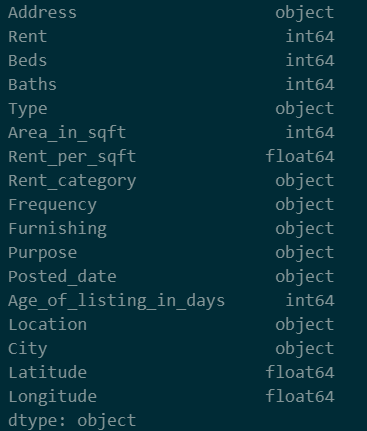 Address object
Rent int64
Beds int64
Baths int64
Type object
Area_in_sqft int64
Rent_per_sqft float64
Rent_category object
Frequency object
Furnishing object
Purpose object
Posted_date object
Age_of_listing_in_days int64
Location object
City object
Latitude float64
Longitude float64
dtype: object